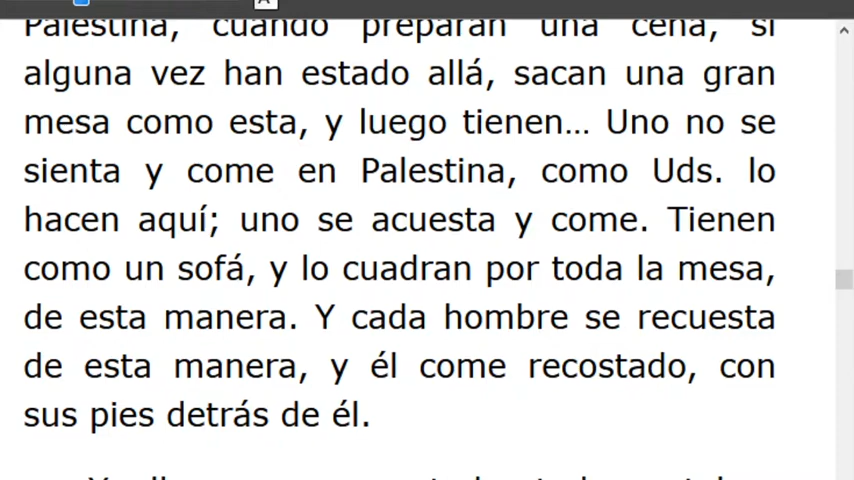 Palestina, cuando preparan una cena, si
alguna vez han estado allá, sacan una gran
mesa como esta, y luego tienen... Uno no se
sienta y come en Palestina, como Uds. lo
hacen aquí; uno se acuesta y come. Tienen
como un sofá, y lo cuadran por toda la mesa,
de esta manera. Y cada hombre se recuesta
de esta manera, y él come recostado, con
sus pies detrás de él.